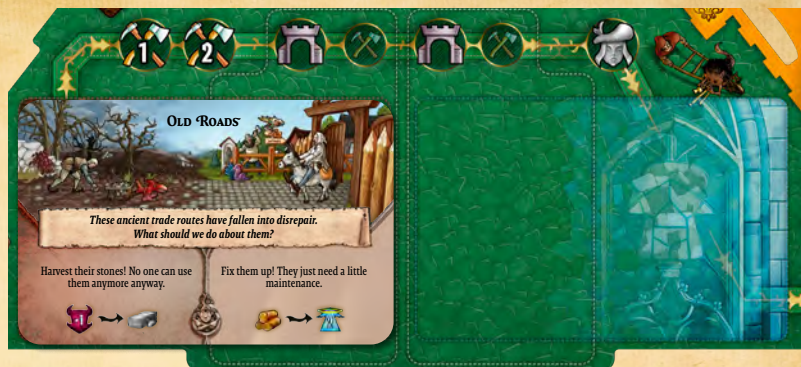 1
2
OLD ROADS
These ancient trade routes have fallen into disrepair.
What should we do about them?
Harvest their stones! No one can use
them anymore anyway.
Fix them up! They just need a little
maintenance.
-1